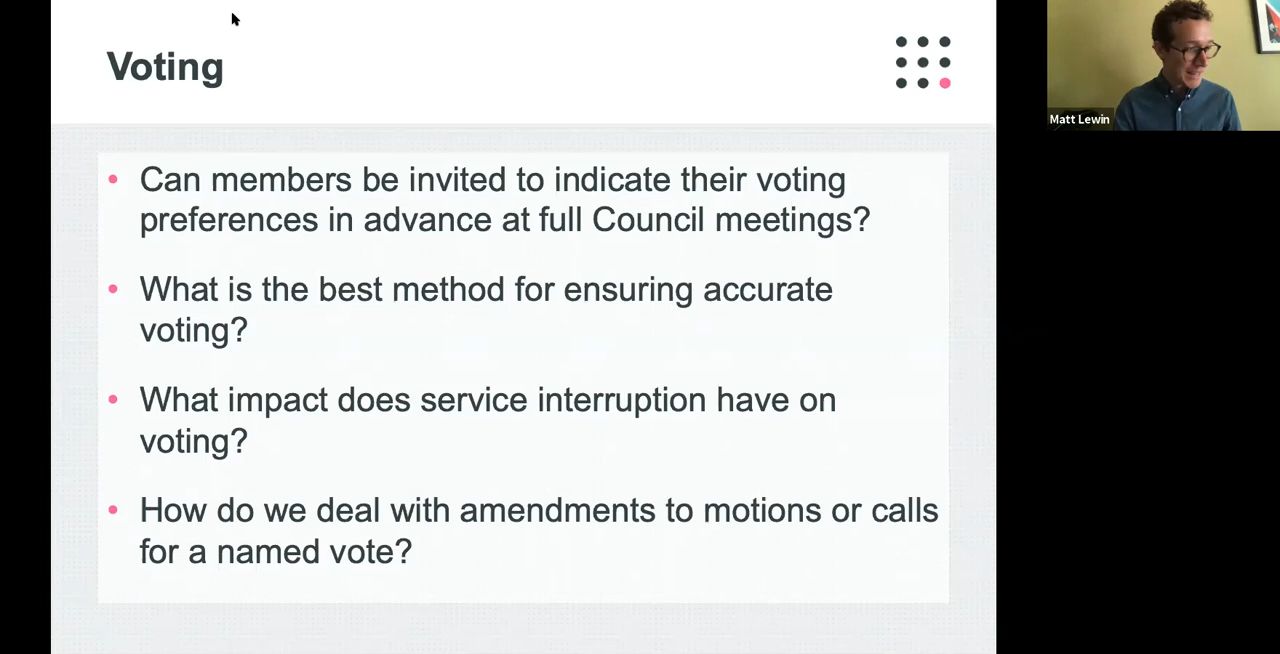 Voting
• Can members be invited to indicate their voting
preferences in advance at full Council meetings?
• What is the best method for ensuring accurate
voting?
• What impact does service interruption have on
voting?
• How do we deal with amendments to motions or calls
for a named vote?
Matt Lewin